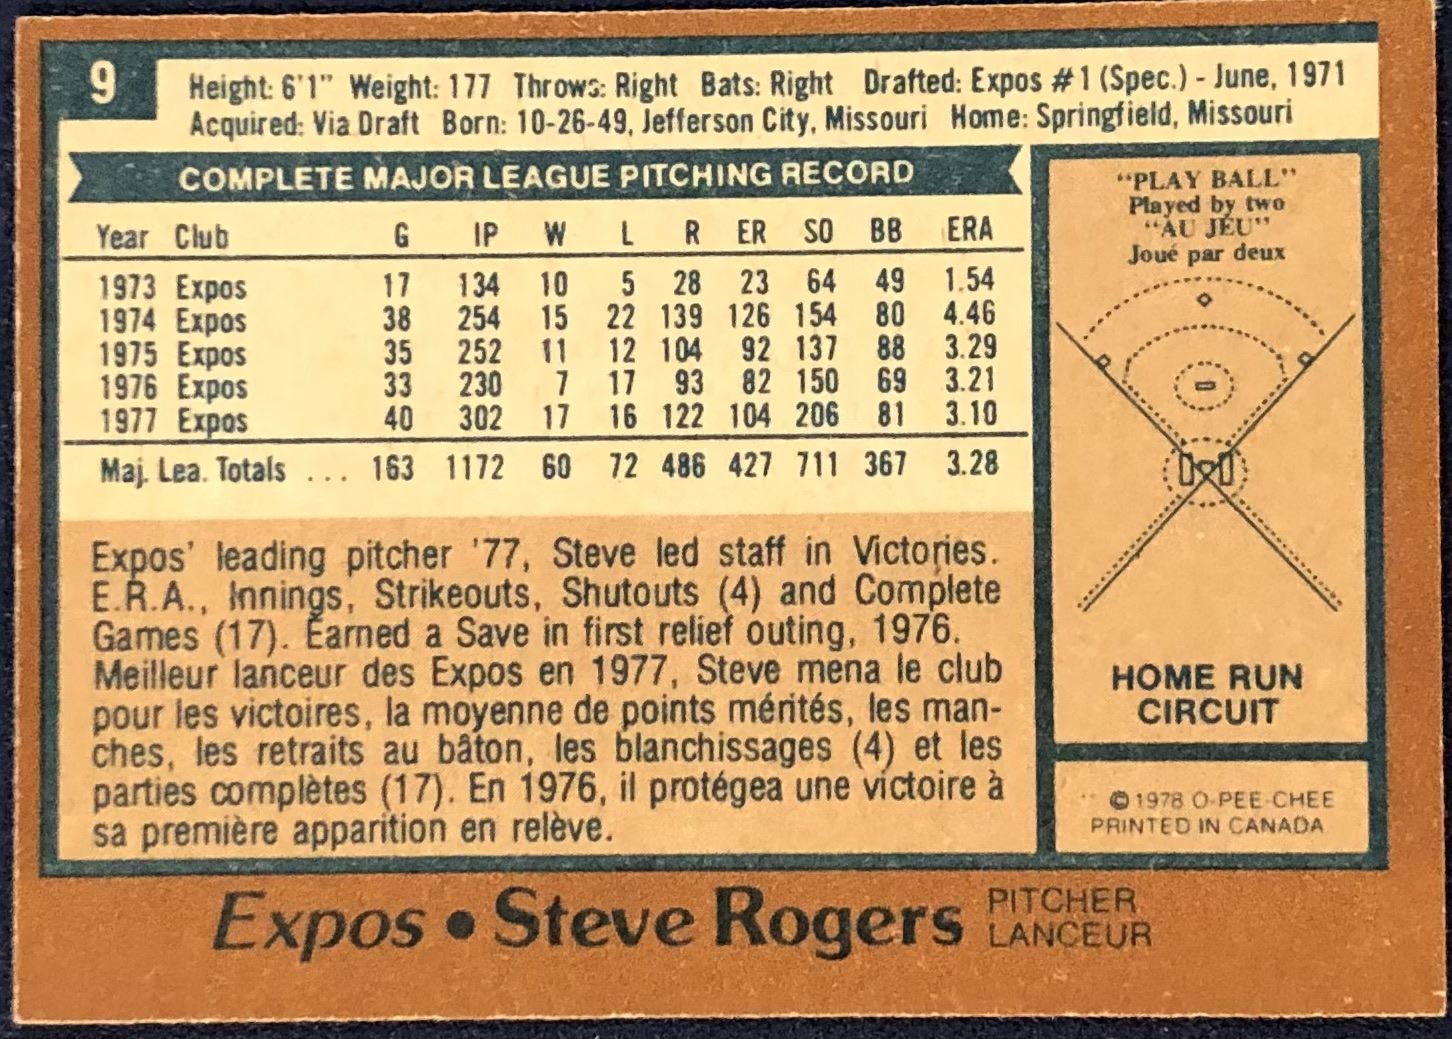 9
Height: 6'1" Weight: 177 Throws: Right Bats: Right Drafted: Expos #1 (Spec.) - June, 1971
Acquired: Via Draft Born: 10-26-49, Jefferson City, Missouri Home: Springfield, Missouri
COMPLETE MAJOR LEAGUE PITCHING RECORD
Year Club G IP W L R ER SO BB ERA
1973 Expos 17 134 10 5 28 23 64 49 1.54
1974 Expos 38 254 15 22 139 126 154 80 4.46
1975 Expos 35 252 11 12 104 92 137 88 3.29
1976 Expos 33 230 7 17 93 82 150 69 3.21
1977 Expos 40 302 17 16 122 104 206 81 3.10
Maj. Lea. Totals ... 163 1172 60 72 486 427 711 367 3.28
Expos' leading pitcher '77, Steve led staff in Victories.
E.R.A., Innings, Strikeouts, Shutouts (4) and Complete
Games (17). Earned a Save in first relief outing, 1976.
Meilleur lanceur des Expos en 1977, Steve mena le club
pour les victoires, la moyenne de points mérités, les man-
ches, les retraits au bâton, les blanchissages (4) et les
parties complètes (17). En 1976, il protégea une victoire à
sa première apparition en relève.
"PLAY BALL"
Played by two
"AU JEU"
Joué par deux
HOME RUN
CIRCUIT
© 1978 O-PEE-CHEE
PRINTED IN CANADA
Expos • Steve Rogers PITCHER
LANCEUR